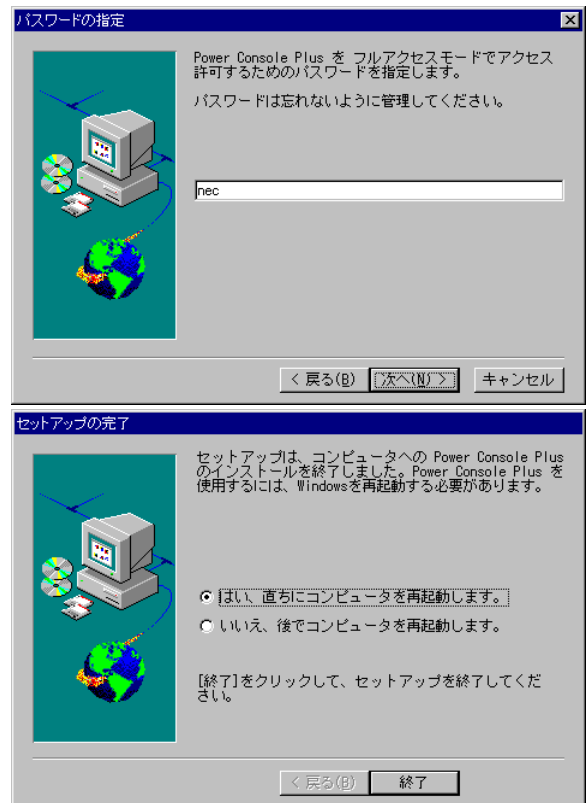 パスワードの指定
Power Console Plus を フルアクセスモードでアクセス
許可するためのパスワードを指定します。
パスワードは忘れないように管理してください。
nec
< 戻る(B)
次へ(N) >
キャンセル
セットアップの完了
セットアップは、コンピュータへの Power Console Plus
のインストールを終了しました。Power Console Plus を
使用するには、Windowsを再起動する必要があります。
はい、直ちにコンピュータを再起動します。
いいえ、後でコンピュータを再起動します。
[終了]をクリックして、セットアップを終了してくだ
さい。
< 戻る(B)
終了